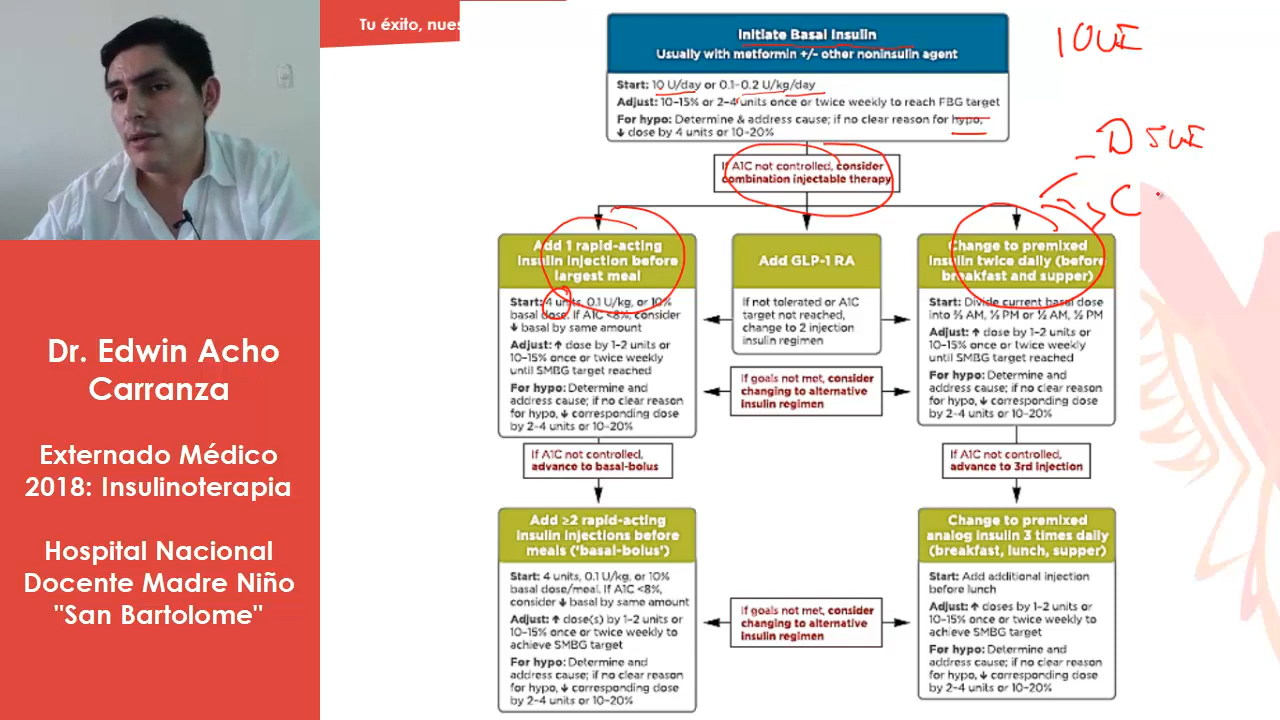 Tu éxito, nues
Dr. Edwin Acho
Carranza
Externado Médico
2018: Insulinoterapia
Hospital Nacional
Docente Madre Niño
"San Bartolome"
Initiate Basal Insulin
Usually with metformin +/- other noninsulin agent
Start: 10 U/day or 0.1–0.2 U/kg/day
Adjust: 10–15% or 2–4 units once or twice weekly to reach FBG target
For hypo: Determine & address cause; if no clear reason for hypo,
↓ dose by 4 units or 10–20%
10UI
D 5UI
C
If A1C not controlled, consider
combination injectable therapy
Add 1 rapid-acting
insulin injection before
largest meal
Start: 4 units, 0.1 U/kg, or 10%
basal dose. If A1C <8%, consider
↓ basal by same amount
Adjust: ↑ dose by 1–2 units or
10–15% once or twice weekly
until SMBG target reached
For hypo: Determine and
address cause; if no clear reason
for hypo, ↓ corresponding dose
by 2–4 units or 10–20%
Add GLP-1 RA
If not tolerated or A1C
target not reached,
change to 2 injection
insulin regimen
If goals not met, consider
changing to alternative
insulin regimen
Change to premixed
insulin twice daily (before
breakfast and supper)
Start: Divide current basal dose
into ⅔ AM, ⅓ PM or ½ AM, ½ PM
Adjust: ↑ dose by 1–2 units or
10–15% once or twice weekly
until SMBG target reached
For hypo: Determine and
address cause; if no clear reason
for hypo, ↓ corresponding dose
by 2–4 units or 10–20%
If A1C not controlled,
advance to basal-bolus
If A1C not controlled,
advance to 3rd injection
Add ≥2 rapid-acting
insulin injections before
meals ('basal-bolus')
Start: 4 units, 0.1 U/kg, or 10%
basal dose/meal. If A1C <8%,
consider ↓ basal by same amount
Adjust: ↑ dose(s) by 1–2 units or
10–15% once or twice weekly to
achieve SMBG target
For hypo: Determine and
address cause; if no clear reason
for hypo, ↓ corresponding dose
by 2–4 units or 10–20%
If goals not met, consider
changing to alternative
insulin regimen
Change to premixed
analog insulin 3 times daily
(breakfast, lunch, supper)
Start: Add additional injection
before lunch
Adjust: ↑ doses by 1–2 units or
10–15% once or twice weekly to
achieve SMBG target
For hypo: Determine and
address cause; if no clear reason
for hypo, ↓ corresponding dose
by 2–4 units or 10–20%